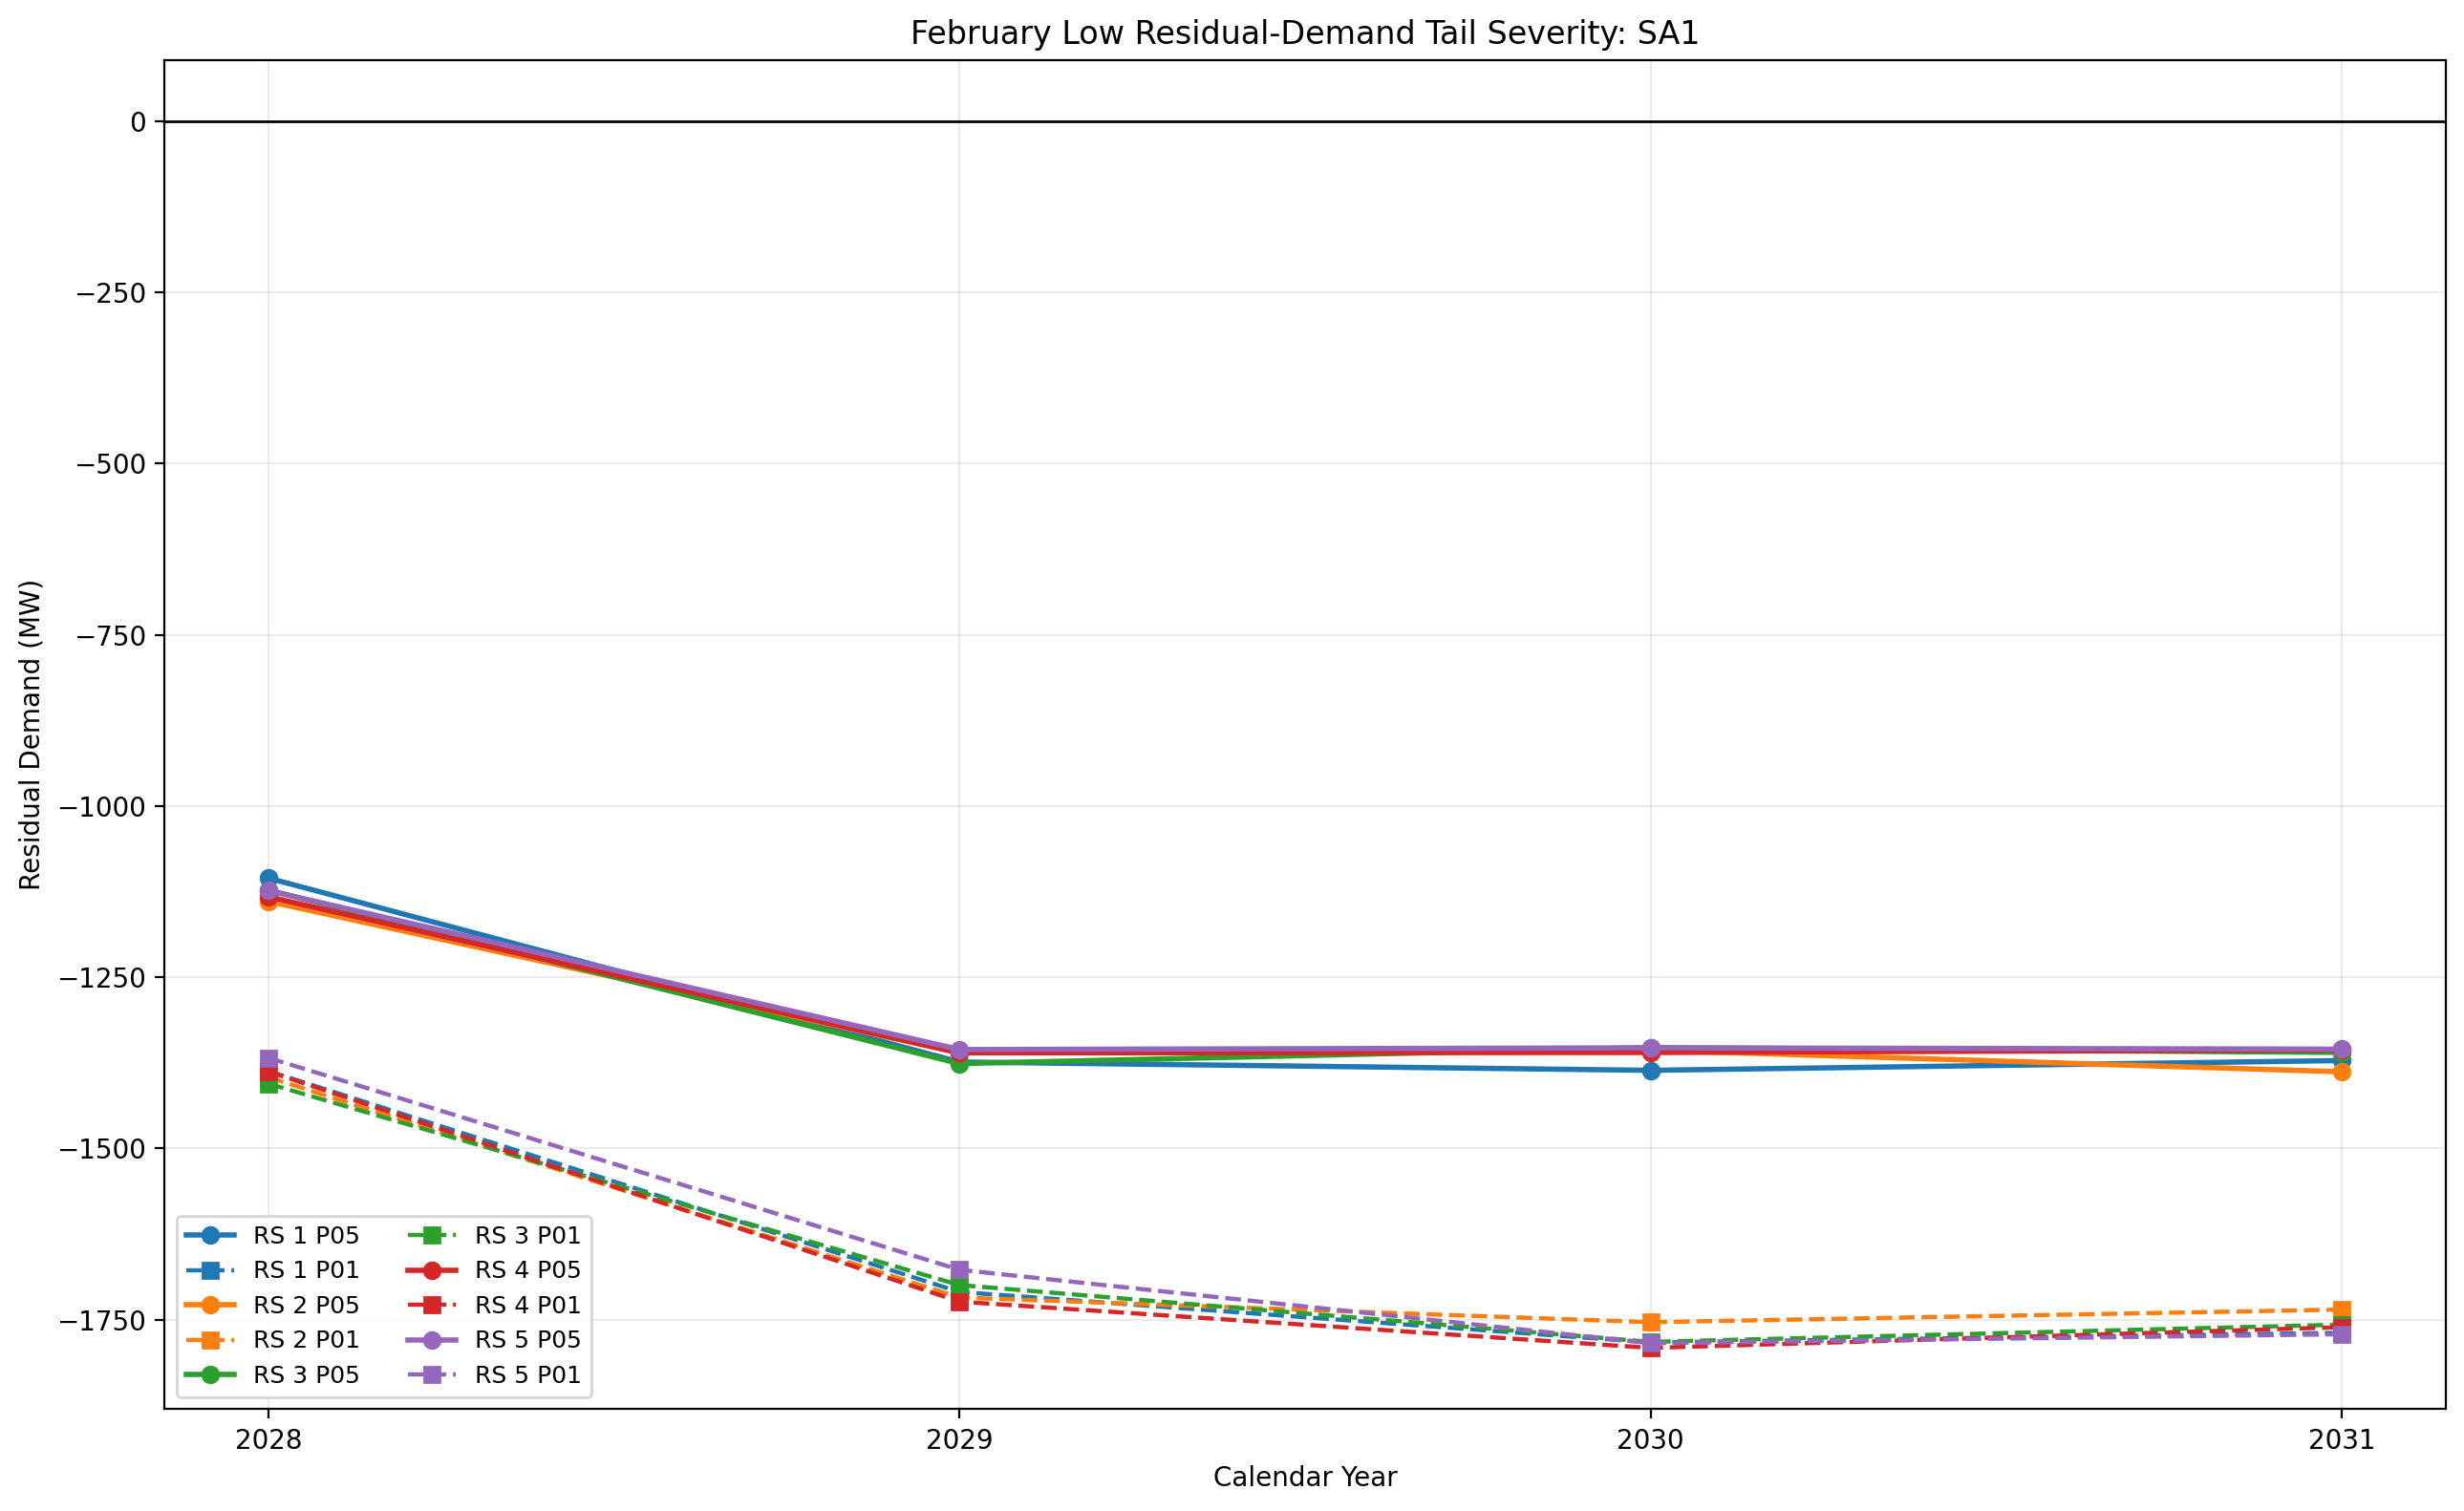 February Low Residual-Demand Tail Severity: SA1
Residual Demand (MW)
0
−250
−500
−750
−1000
−1250
−1500
−1750
RS 1 P05
RS 1 P01
RS 2 P05
RS 2 P01
RS 3 P05
RS 3 P01
RS 4 P05
RS 4 P01
RS 5 P05
RS 5 P01
2028
2029
2030
2031
Calendar Year